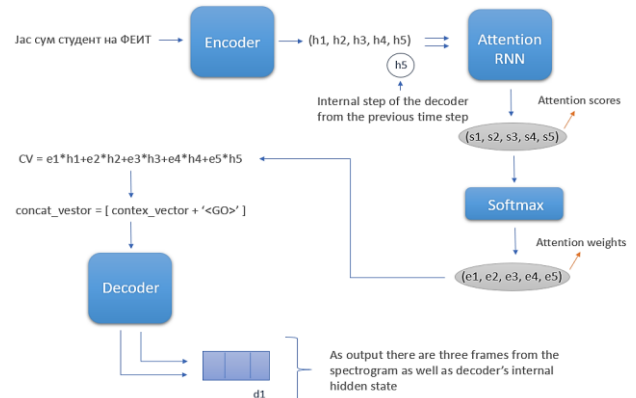 Јас сум студент на ФЕИТ
Encoder
(h1, h2, h3, h4, h5)
Attention
RNN
h5
Internal step of the decoder
from the previous time step
Attention scores
(s1, s2, s3, s4, s5)
CV = e1*h1+e2*h2+e3*h3+e4*h4+e5*h5
Softmax
concat_vestor = [ contex_vector + ‘<GO>’ ]
Attention weights
(e1, e2, e3, e4, e5)
Decoder
As output there are three frames from the
spectrogram as well as decoder’s internal
hidden state
d1